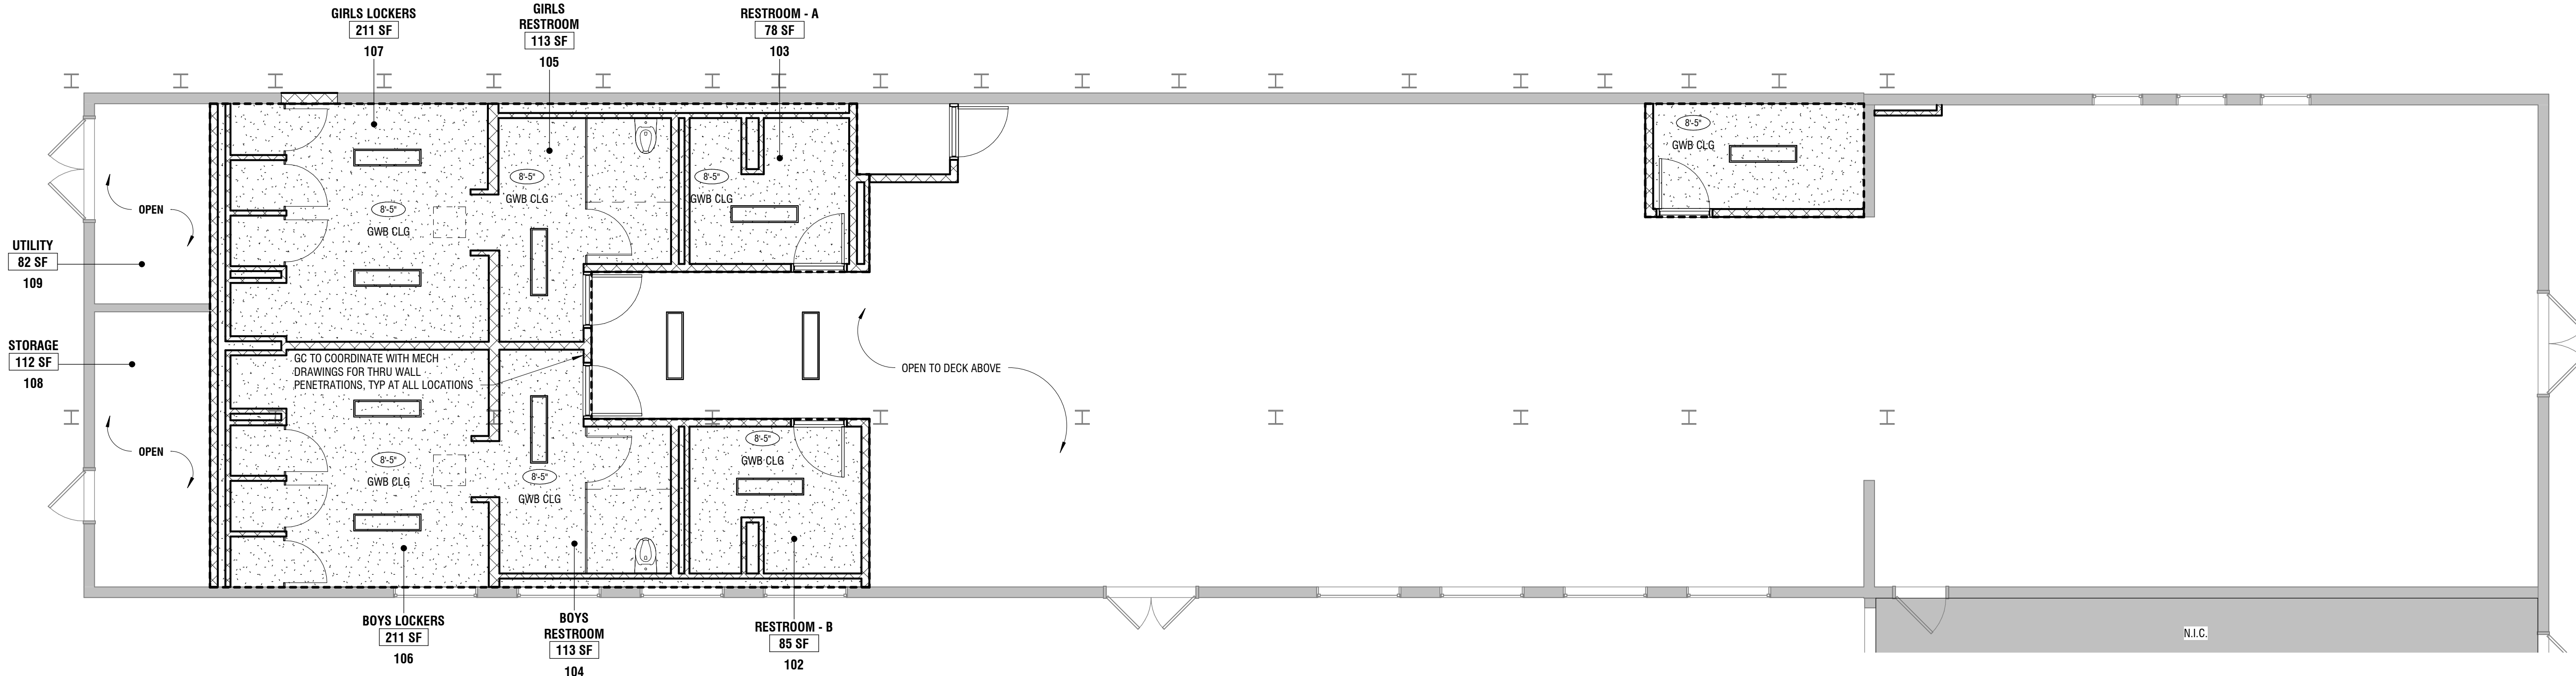 GIRLS LOCKERS
211 SF
107
GIRLS
RESTROOM
113 SF
105
RESTROOM - A
78 SF
103
8'-5"
GWB CLG
8'-5"
GWB CLG
8'-5"
GWB CLG
8'-5"
GWB CLG
OPEN
UTILITY
82 SF
109
STORAGE
112 SF
108
GC TO COORDINATE WITH MECH
DRAWINGS FOR THRU WALL
PENETRATIONS, TYP AT ALL LOCATIONS
OPEN TO DECK ABOVE
OPEN
8'-5"
GWB CLG
8'-5"
GWB CLG
8'-5"
GWB CLG
BOYS LOCKERS
211 SF
106
BOYS
RESTROOM
113 SF
104
RESTROOM - B
85 SF
102
N.I.C.